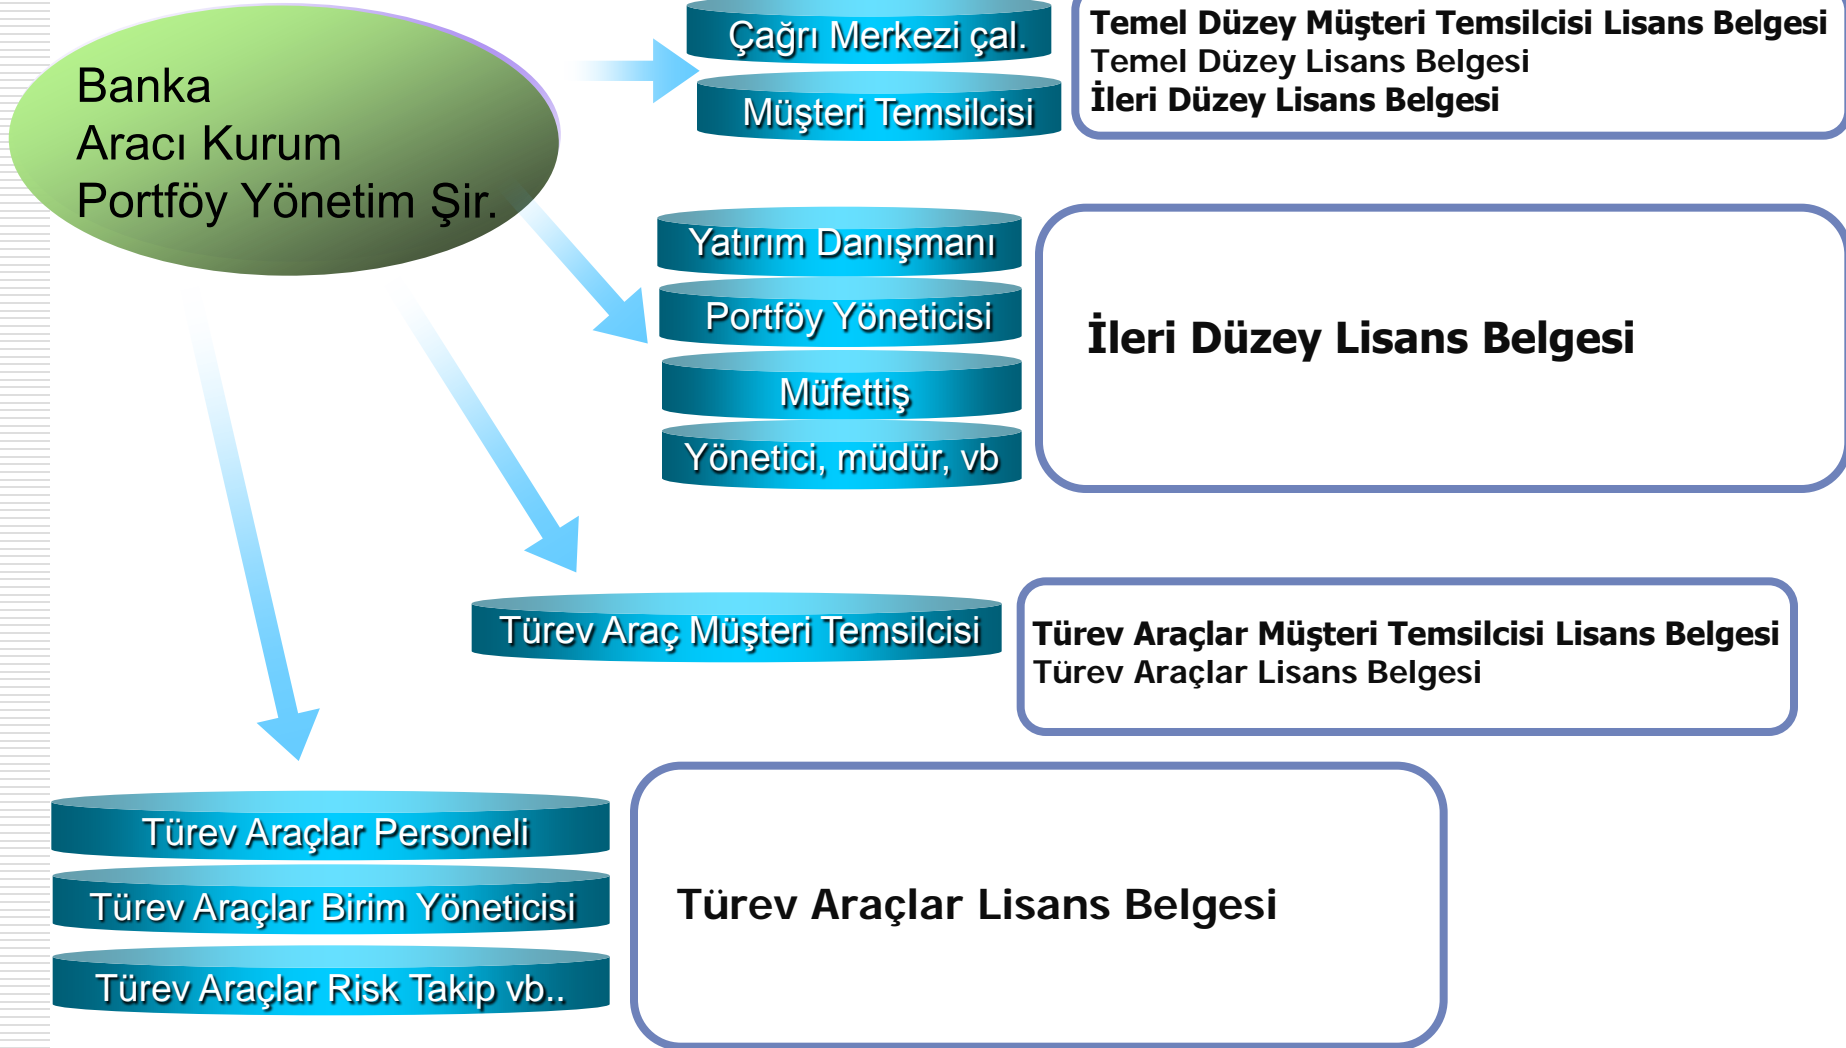 Banka
Aracı Kurum
Portföy Yönetim Şir.
Çağrı Merkezi çal.
Müşteri Temsilcisi
Temel Düzey Müşteri Temsilcisi Lisans Belgesi
Temel Düzey Lisans Belgesi
İleri Düzey Lisans Belgesi
Yatırım Danışmanı
Portföy Yöneticisi
Müfettiş
Yönetici, müdür, vb
İleri Düzey Lisans Belgesi
Türev Araç Müşteri Temsilcisi
Türev Araçlar Müşteri Temsilcisi Lisans Belgesi
Türev Araçlar Lisans Belgesi
Türev Araçlar Personeli
Türev Araçlar Birim Yöneticisi
Türev Araçlar Risk Takip vb..
Türev Araçlar Lisans Belgesi